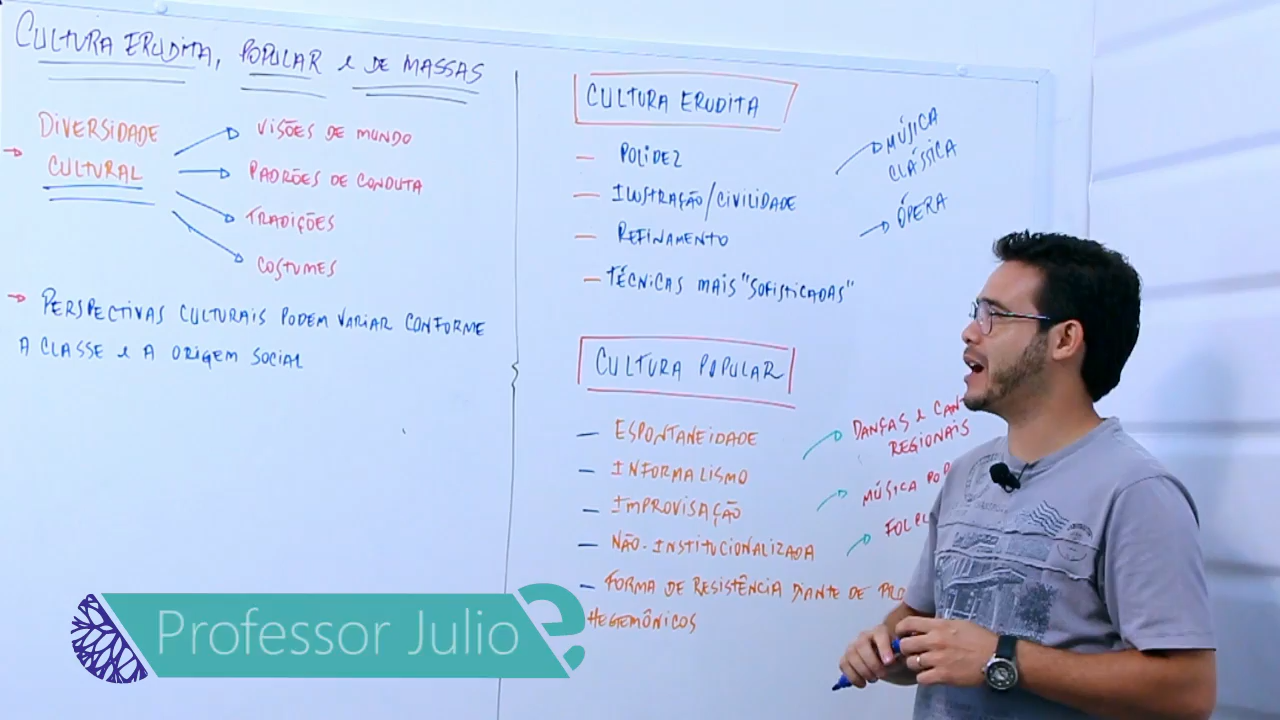 CULTURA ERUDITA, POPULAR E DE MASSAS
DIVERSIDADE
CULTURAL
VISÕES DE MUNDO
PADRÕES DE CONDUTA
TRADIÇÕES
COSTUMES
PERSPECTIVAS CULTURAIS PODEM VARIAR CONFORME
A CLASSE E A ORIGEM SOCIAL
CULTURA ERUDITA
- POLIDEZ
- ILUSTRAÇÃO/CIVILIDADE
- REFINAMENTO
- TÉCNICAS MAIS "SOFISTICADAS"
MÚSICA
CLÁSSICA
ÓPERA
CULTURA POPULAR
- ESPONTANEIDADE
- INFORMALISMO
- IMPROVISAÇÃO
- NÃO-INSTITUCIONALIZADA
- FORMA DE RESISTÊNCIA DIANTE DE
HEGEMÔNICOS
DANÇAS E
REGIONAIS
MÚSICA
Professor Julio